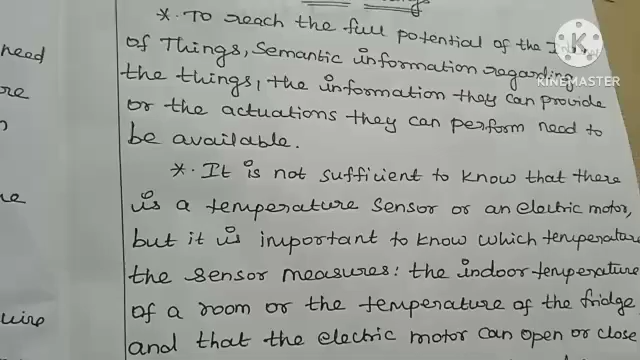 need
re
*. To reach the full potential of the
of Things, Semantic information regarding
the things, the information they can provide
or the actuations they can perform need to
be available.
*. It is not sufficient to know that there
is a temperature sensor or an electric motor,
but it is important to know which temperature
the sensor measures: the indoor temperature
of a room or the temperature of the fridge,
and that the electric motor can open or close
KINEMASTER